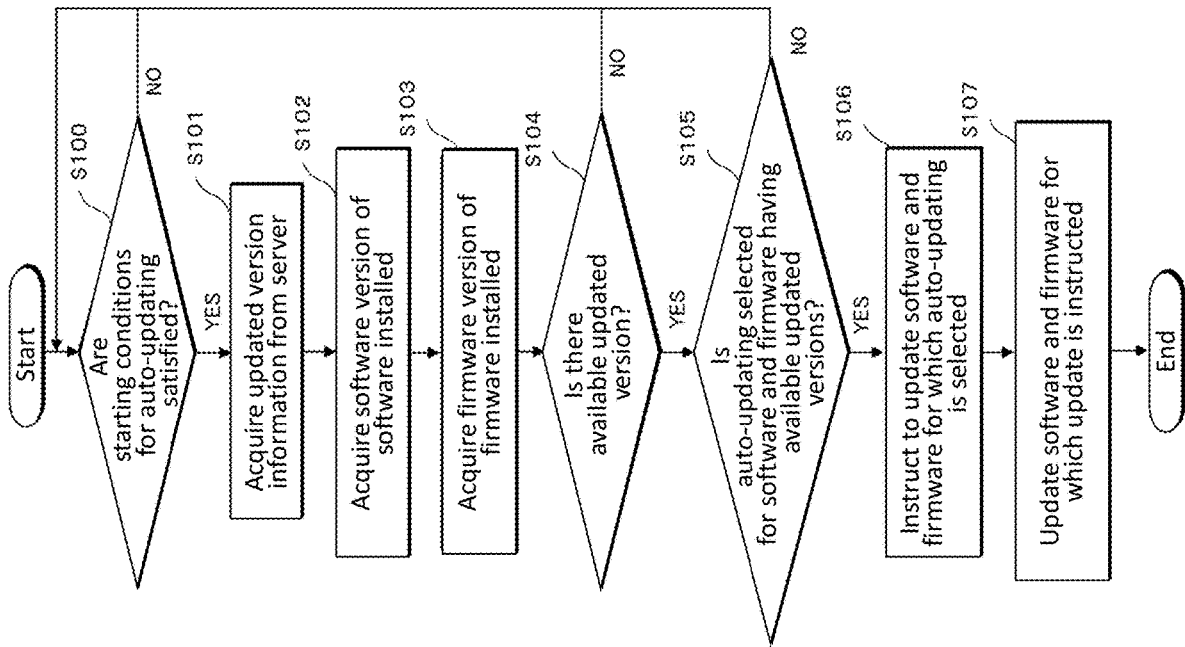 Start
Are
starting conditions
for auto-updating
satisfied?
S100
NO
YES
S101
Acquire updated version
information from server
S102
Acquire software version of
software installed
S103
Acquire firmware version of
firmware installed
S104
Is there
available updated
version?
NO
YES
S105
Is
auto-updating selected
for software and firmware having
available updated
versions?
NO
YES
S106
Instruct to update software and
firmware for which auto-updating
is selected
S107
Update software and firmware for
which update is instructed
End